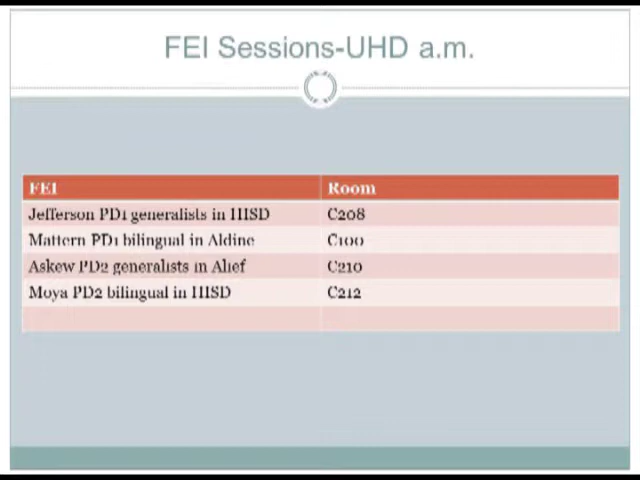 FEI Sessions-UHD a.m.
FEI Room
Jefferson PD1 generalists in HISD C208
Mattern PD1 bilingual in Aldine C100
Askew PD2 generalists in Alief C210
Moya PD2 bilingual in HISD C212